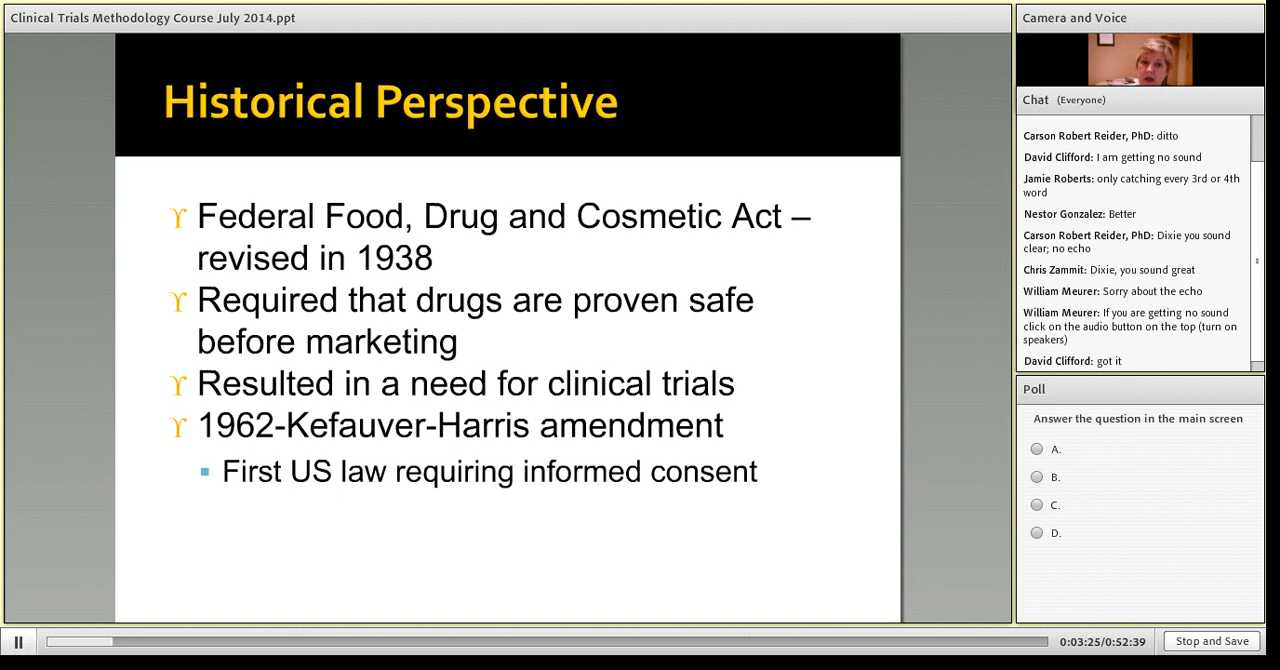 Clinical Trials Methodology Course July 2014.ppt
Historical Perspective
Federal Food, Drug and Cosmetic Act –
revised in 1938
Required that drugs are proven safe
before marketing
Resulted in a need for clinical trials
1962-Kefauver-Harris amendment
First US law requiring informed consent
Camera and Voice
Chat (Everyone)
Carson Robert Reider, PhD: ditto
David Clifford: I am getting no sound
Jamie Roberts: only catching every 3rd or 4th
word
Nestor Gonzalez: Better
Carson Robert Reider, PhD: Dixie you sound
clear; no echo
Chris Zammit: Dixie, you sound great
William Meurer: Sorry about the echo
William Meurer: If you are getting no sound
click on the audio button on the top (turn on
speakers)
David Clifford: got it
Poll
Answer the question in the main screen
A.
B.
C.
D.
0:03:25/0:52:39
Stop and Save